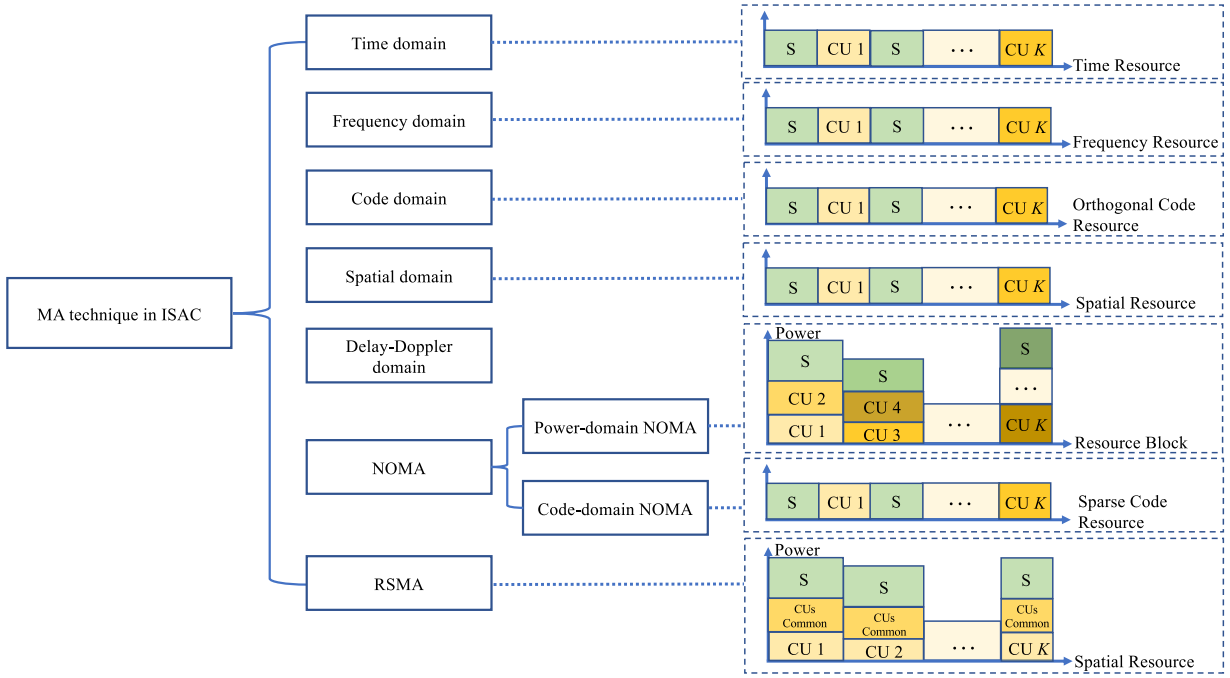 MA technique in ISAC
Time domain
S CU 1 S ... CU K
Time Resource
Frequency domain
S CU 1 S ... CU K
Frequency Resource
Code domain
S CU 1 S ... CU K
Orthogonal Code
Resource
Spatial domain
S CU 1 S ... CU K
Spatial Resource
Delay-Doppler
domain
NOMA
Power-domain NOMA
Power
S
CU 2
CU 1
S
CU 4
CU 3
...
S
...
CU K
Resource Block
Code-domain NOMA
S CU 1 S ... CU K
Sparse Code
Resource
RSMA
Power
S
CUs
Common
CU 1
S
CUs
Common
CU 2
...
S
CUs
Common
CU K
Spatial Resource